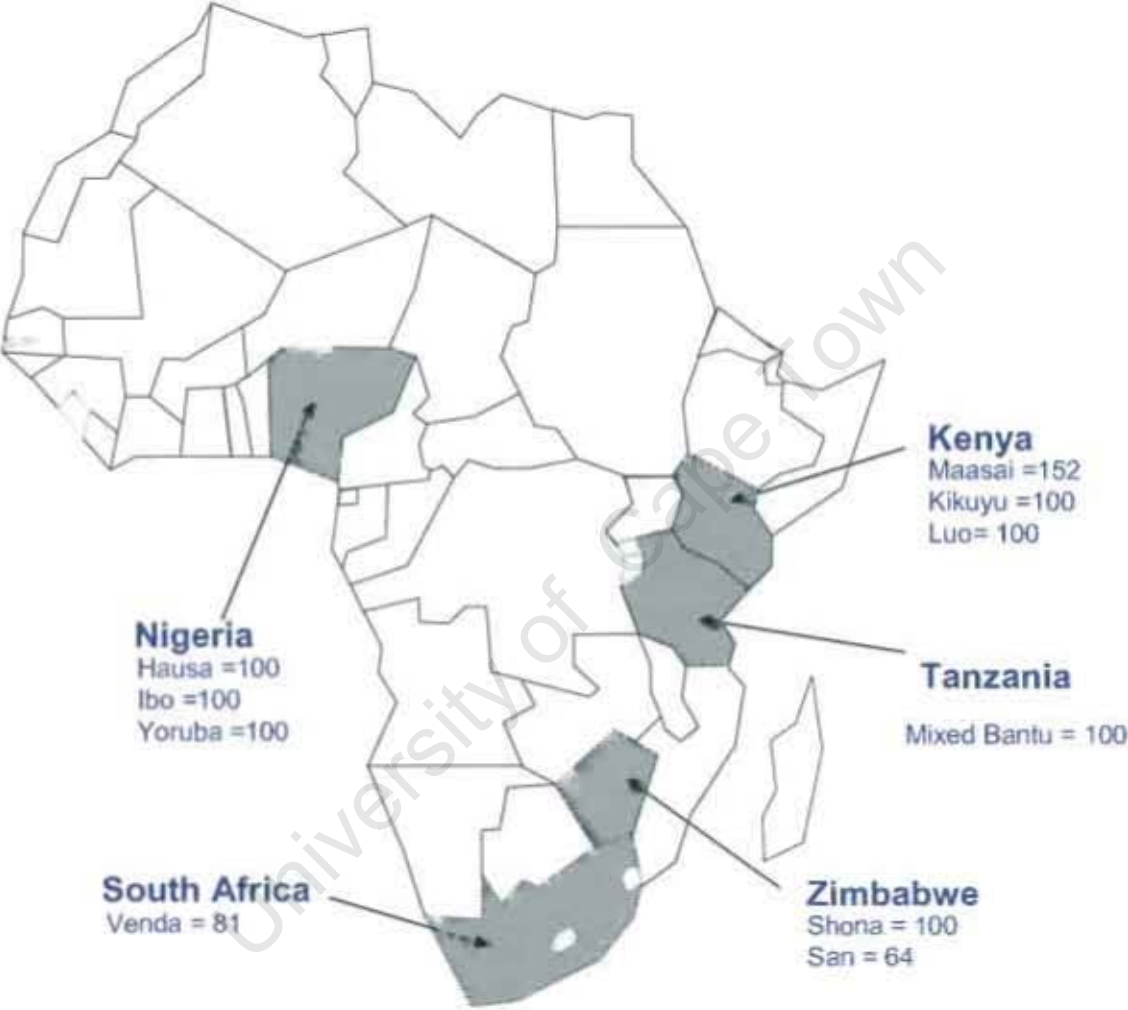 Kenya
Maasai =152
Kikuyu =100
Luo= 100
Nigeria
Hausa =100
Ibo =100
Yoruba =100
Tanzania
Mixed Bantu = 100
South Africa
Venda = 81
Zimbabwe
Shona = 100
San = 64
University of Cape Town